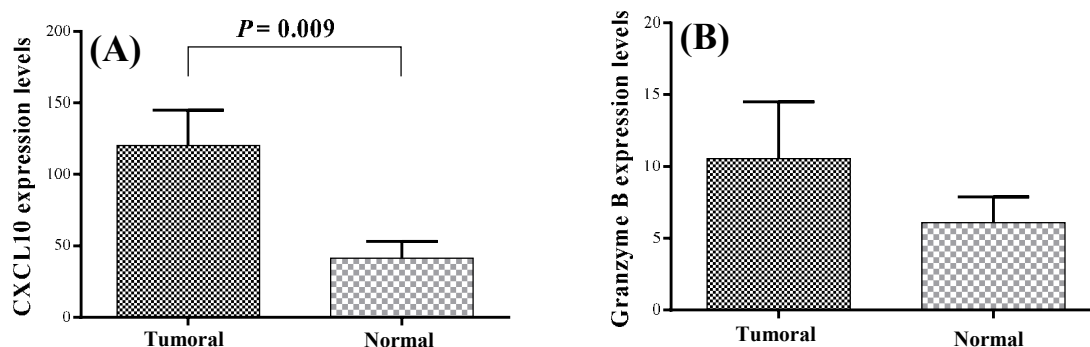 (A)
P = 0.009
CXCL10 expression levels
200
150
100
50
0
Tumoral
Normal
(B)
Granzyme B expression levels
20
15
10
5
0
Tumoral
Normal